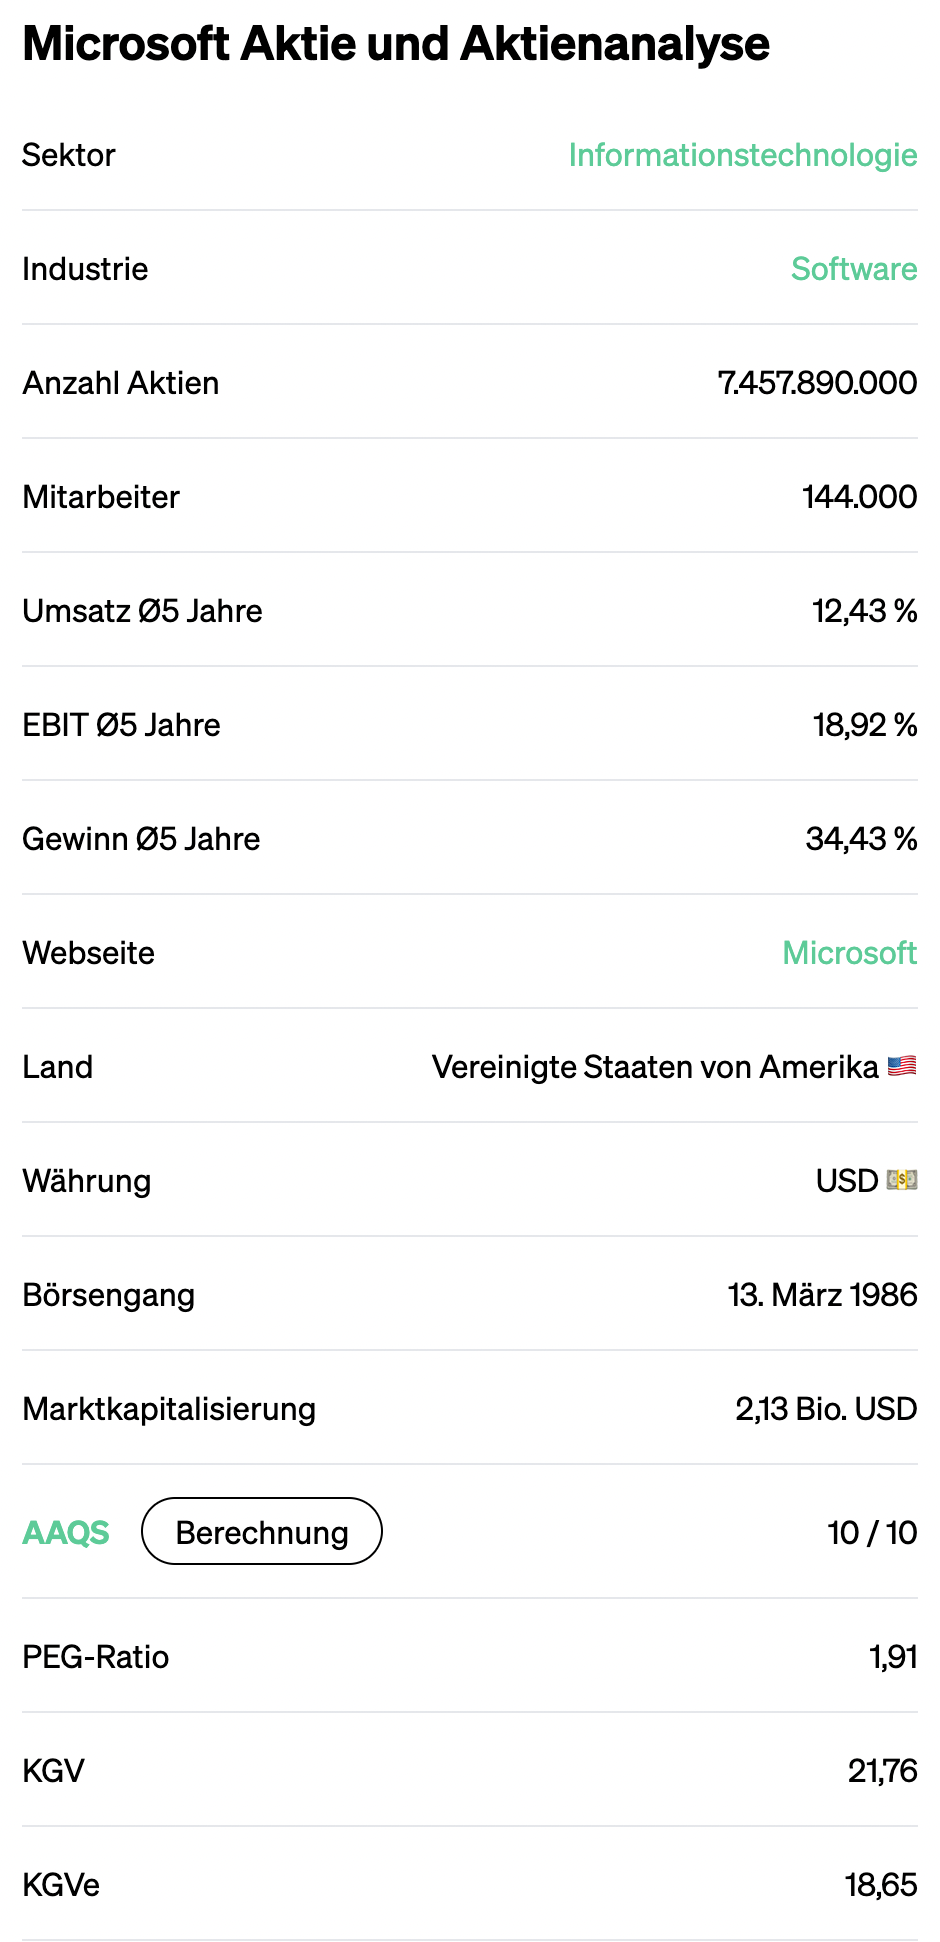 Microsoft Aktie und Aktienanalyse
Sektor Informationstechnologie
Industrie Software
Anzahl Aktien 7.457.890.000
Mitarbeiter 144.000
Umsatz Ø5 Jahre 12,43 %
EBIT Ø5 Jahre 18,92 %
Gewinn Ø5 Jahre 34,43 %
Webseite Microsoft
Land Vereinigte Staaten von Amerika 🇺🇸
Währung USD 💵
Börsengang 13. März 1986
Marktkapitalisierung 2,13 Bio. USD
AAQS Berechnung 10 / 10
PEG-Ratio 1,91
KGV 21,76
KGVe 18,65